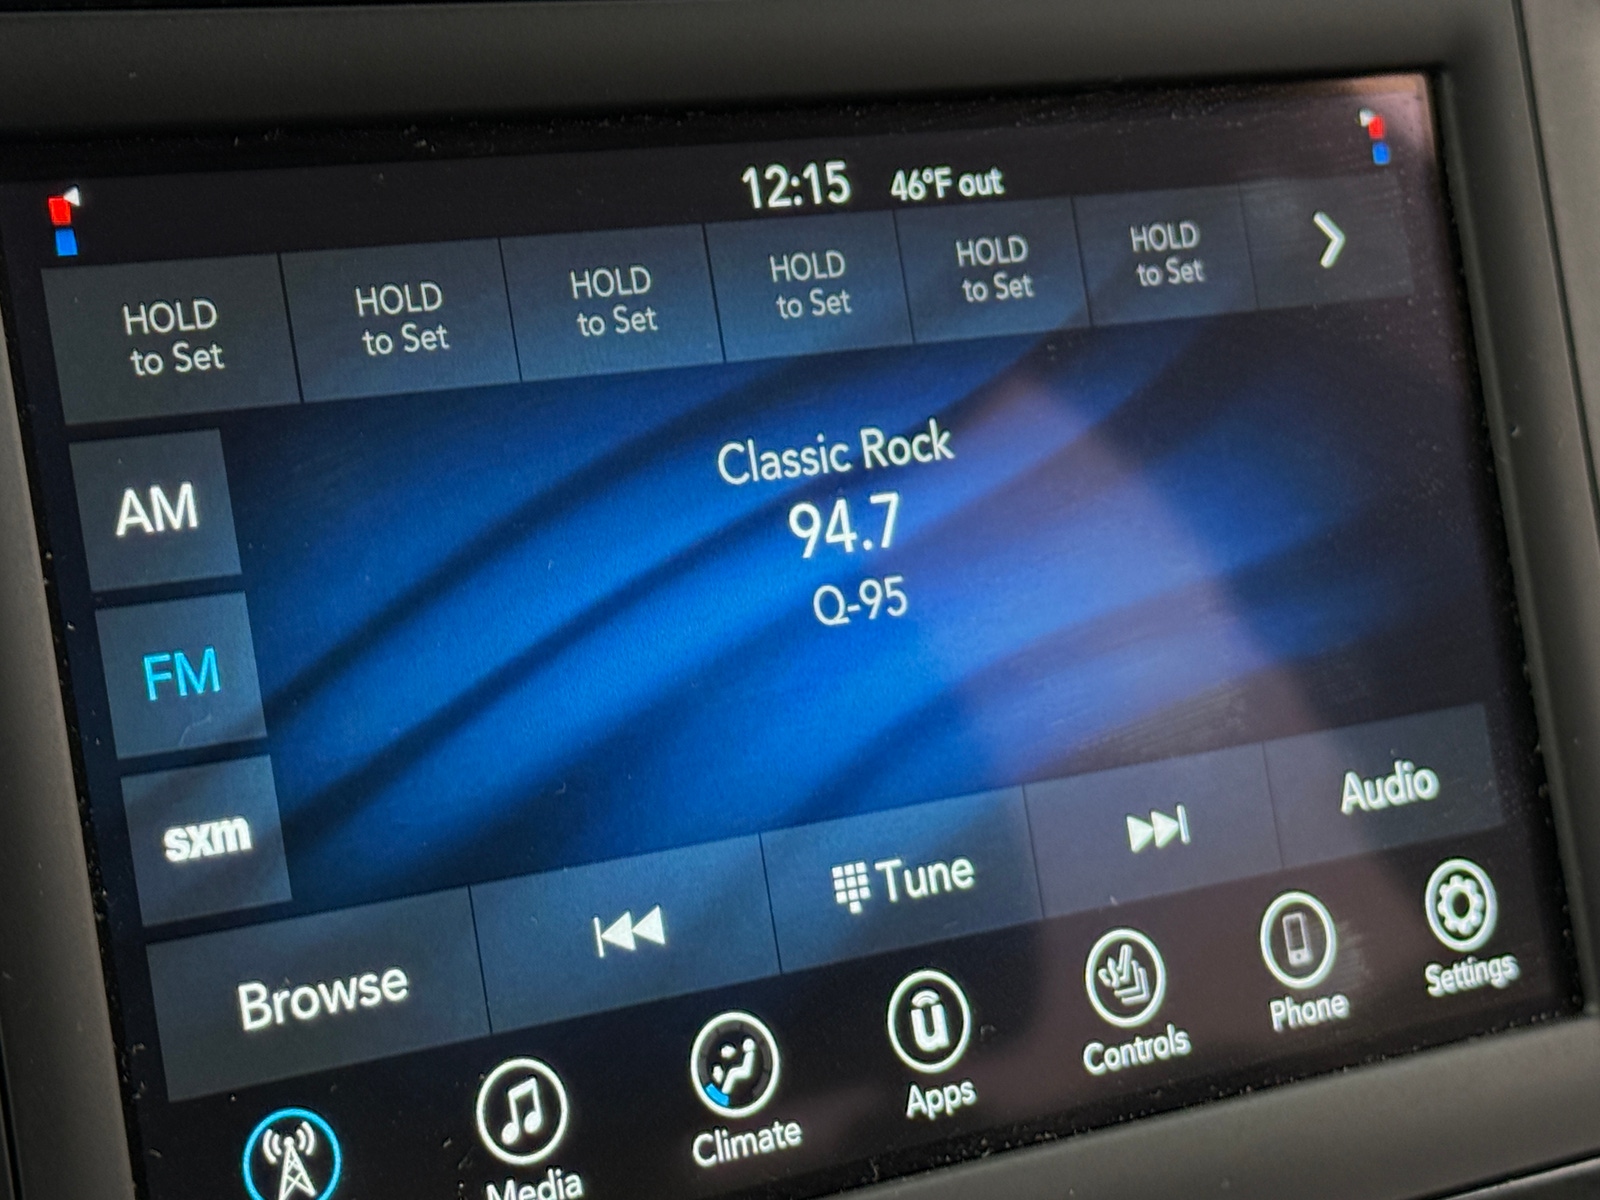 12:15 46°F out
HOLD to Set
HOLD to Set
HOLD to Set
HOLD to Set
HOLD to Set
HOLD to Set
Classic Rock
94.7
Q-95
AM
FM
sxm
Browse
Tune
Audio
Media
Climate
Apps
Controls
Phone
Settings